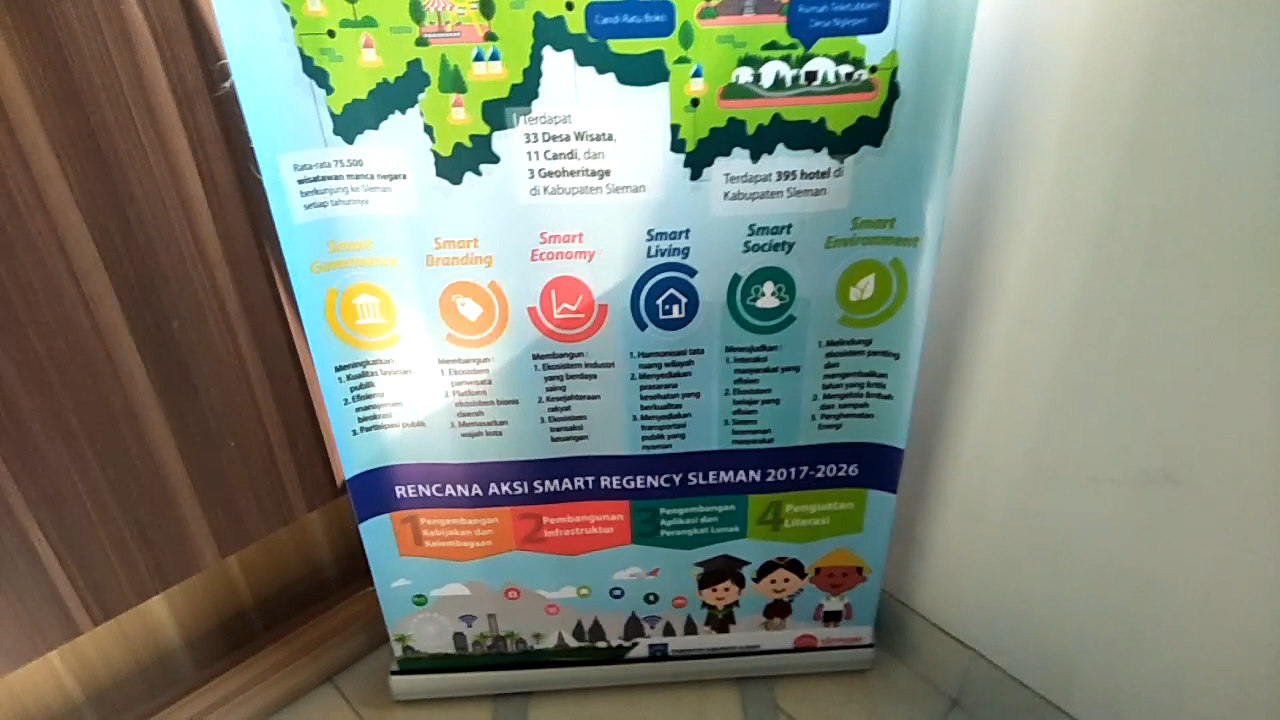 Candi Ratu Boko
Rumah Teletubbies
Desa Nglepen
Terdapat
33 Desa Wisata,
11 Candi, dan
3 Geoheritage
di Kabupaten Sleman
Rata-rata 75.500
wisatawan manca negara
berkunjung ke Sleman
setiap tahunnya
Terdapat 395 hotel di
Kabupaten Sleman
Smart
Governance
Meningkatkan
1. Kualitas layanan
publik
2. Efisiensi
manajemen
birokrasi
3. Partisipasi publik
Smart
Branding
Membangun :
1. Ekosistem
pariwisata
2. Platform
ekosistem bisnis
daerah
3. Memasarkan
wajah kota
Smart
Economy
Membangun :
1. Ekosistem industri
yang berdaya
saing
2. Kesejahteraan
rakyat
3. Ekosistem
transaksi
keuangan
Smart
Living
1. Harmonisasi tata
ruang wilayah
2. Menyediakan
prasarana
kesehatan yang
berkualitas
3. Menyediakan
transportasi
publik yang
nyaman
Smart
Society
Mewujudkan :
1. Interaksi
masyarakat yang
efisien
2. Ekosistem
belajar yang
efisien
3. Sistem
keamanan
masyarakat
Smart
Environment
1. Melindungi
ekosistem penting
dan
mengembalikan
lahan yang kritis
2. Mengelola limbah
dan sampah
3. Penghematan
Energi
RENCANA AKSI SMART REGENCY SLEMAN 2017-2026
1 Pengembangan
Kebijakan dan
Kelembagaan
2 Pembangunan
Infrastruktur
3 Pengembangan
Aplikasi dan
Perangkat Lunak
4 Penguatan
Literasi